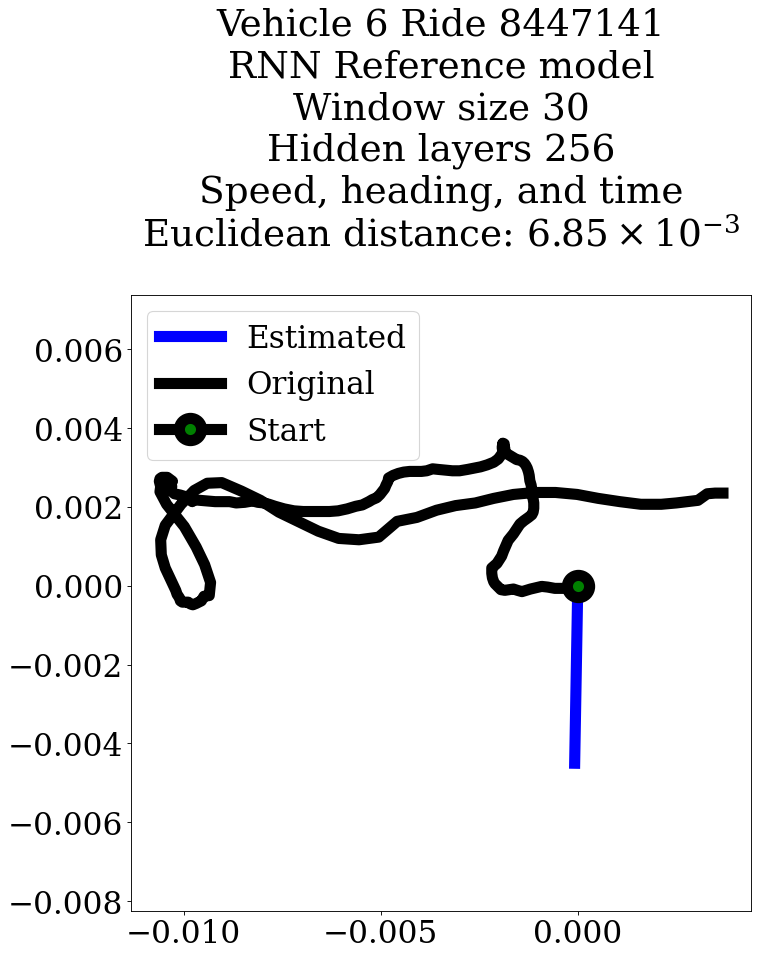 Vehicle 6 Ride 8447141
RNN Reference model
Window size 30
Hidden layers 256
Speed, heading, and time
Euclidean distance: 6.85 × 10⁻³
Estimated
Original
Start
0.006
0.004
0.002
0.000
−0.002
−0.004
−0.006
−0.008
−0.010
−0.005
0.000